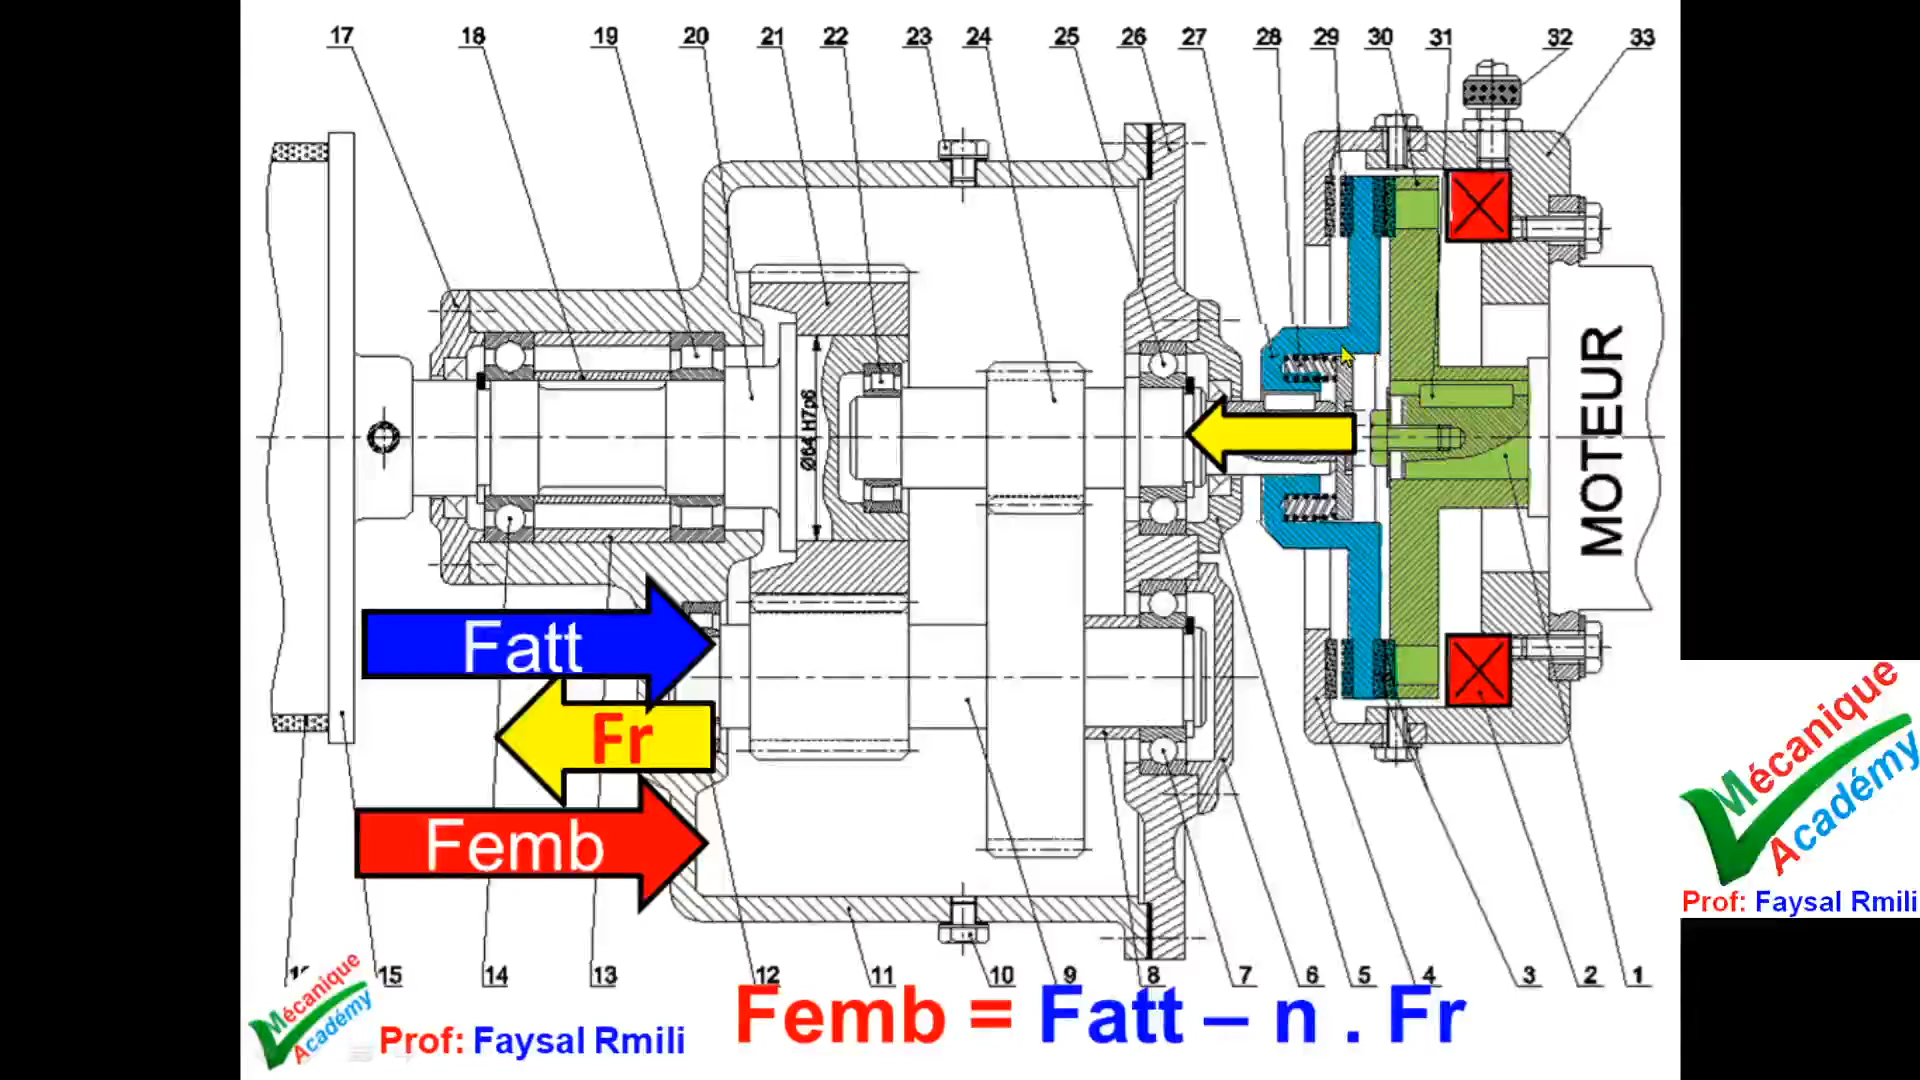 17 18 19 20 21 22 23 24 25 26 27 28 29 30 31 32 33
Ø64 H7p6
MOTEUR
Fatt
Fr
Femb
Mécanique
Académy
Prof: Faysal Rmili
15 14 13 12 11 10 9 8 7 6 5 4 3 2 1
Mécanique
Académy
Prof: Faysal Rmili
Femb = Fatt – n . Fr